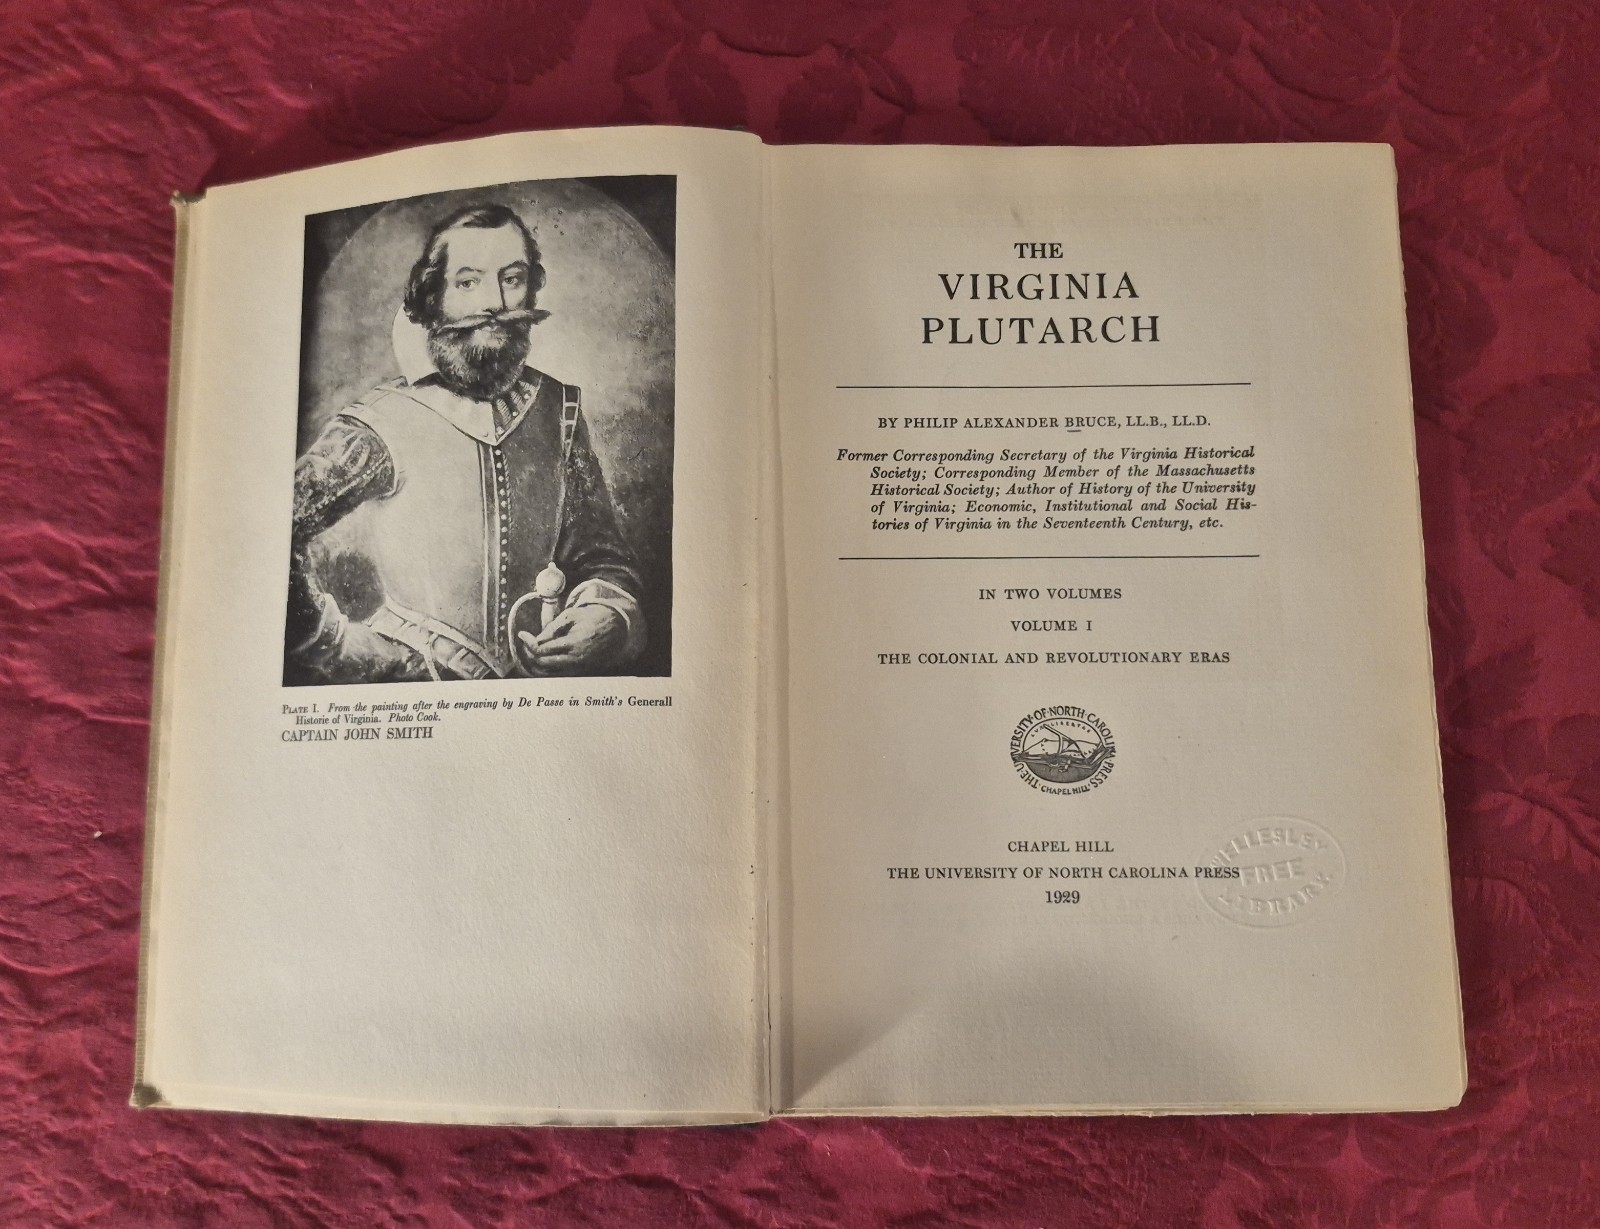 PLATE I. From the painting after the engraving by De Passe in Smith's Generall
Historie of Virginia. Photo Cook.
CAPTAIN JOHN SMITH
THE
VIRGINIA
PLUTARCH
BY PHILIP ALEXANDER BRUCE, LL.B., LL.D.
Former Corresponding Secretary of the Virginia Historical
Society; Corresponding Member of the Massachusetts
Historical Society; Author of History of the University
of Virginia; Economic, Institutional and Social His-
tories of Virginia in the Seventeenth Century, etc.
IN TWO VOLUMES
VOLUME I
THE COLONIAL AND REVOLUTIONARY ERAS
THE UNIVERSITY OF NORTH CAROLINA PRESS
CHAPEL HILL
CHAPEL HILL
THE UNIVERSITY OF NORTH CAROLINA PRESS
1929
WELLESLEY
FREE
LIBRARY